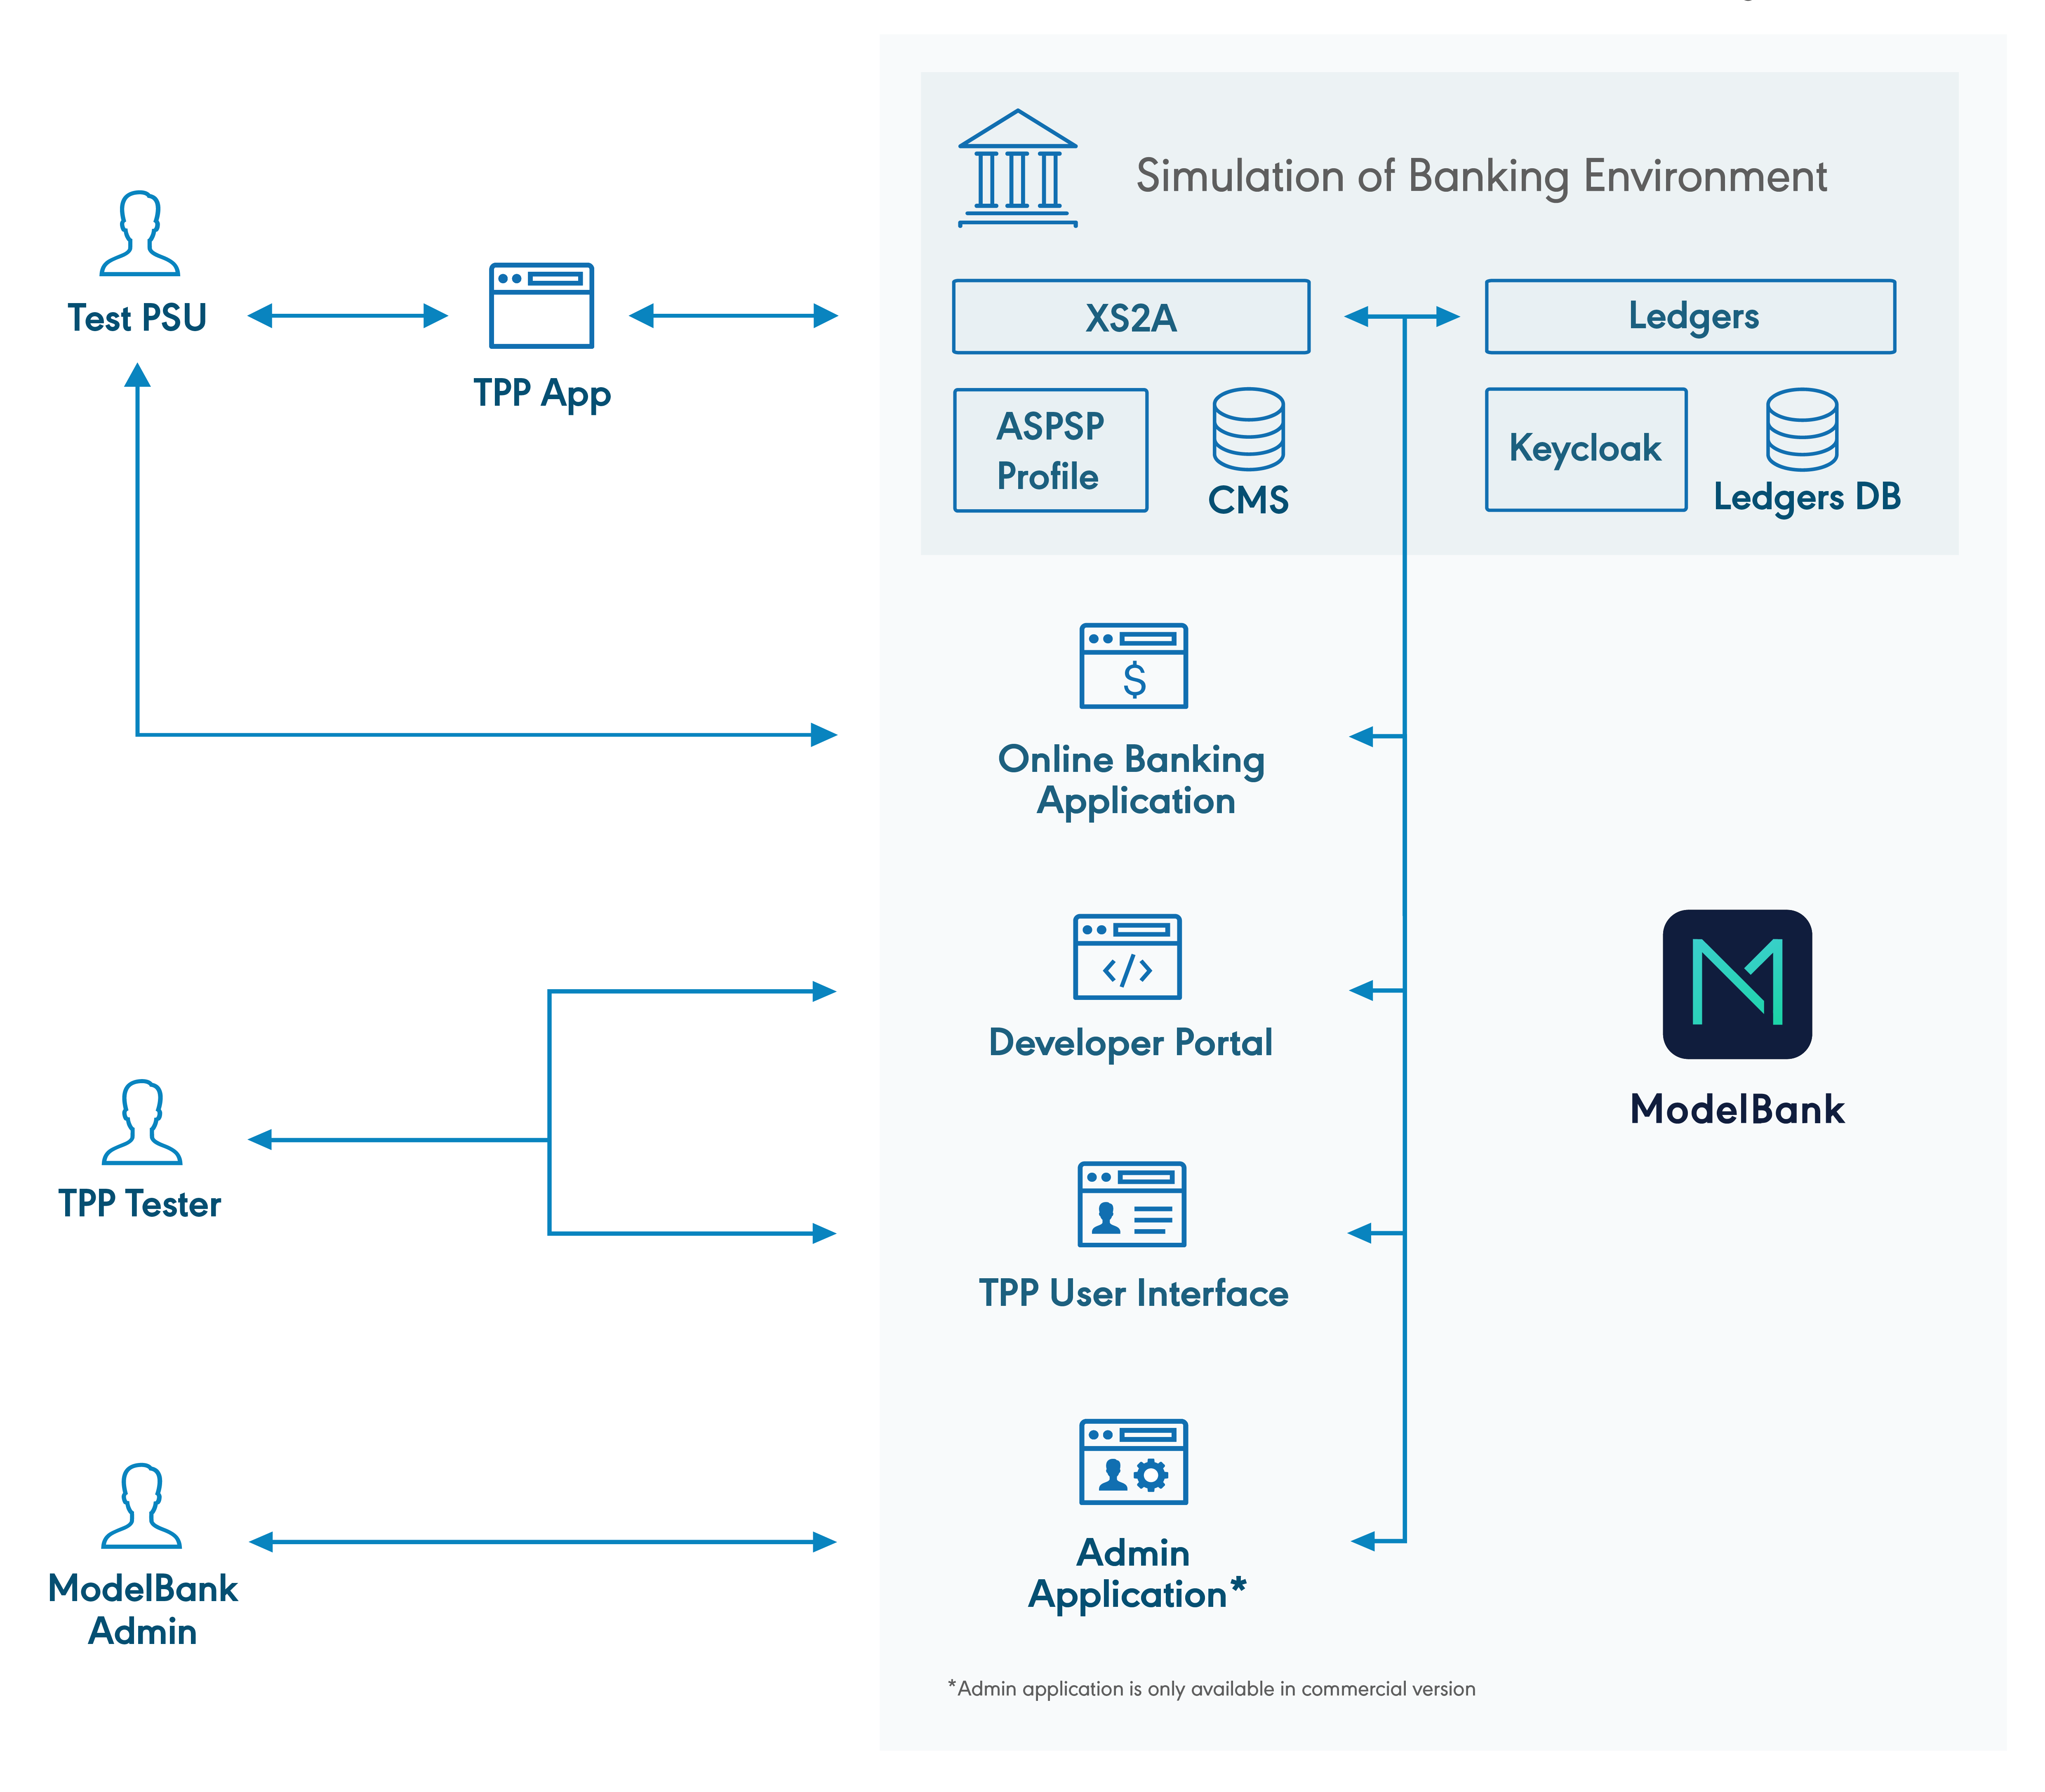 Simulation of Banking Environment
Test PSU
TPP App
XS2A
Ledgers
ASPSP
Profile
CMS
Keycloak
Ledgers DB
$
Online Banking
Application
</>
Developer Portal
ModelBank
TPP Tester
TPP User Interface
ModelBank
Admin
Admin
Application*
*Admin application is only available in commercial version